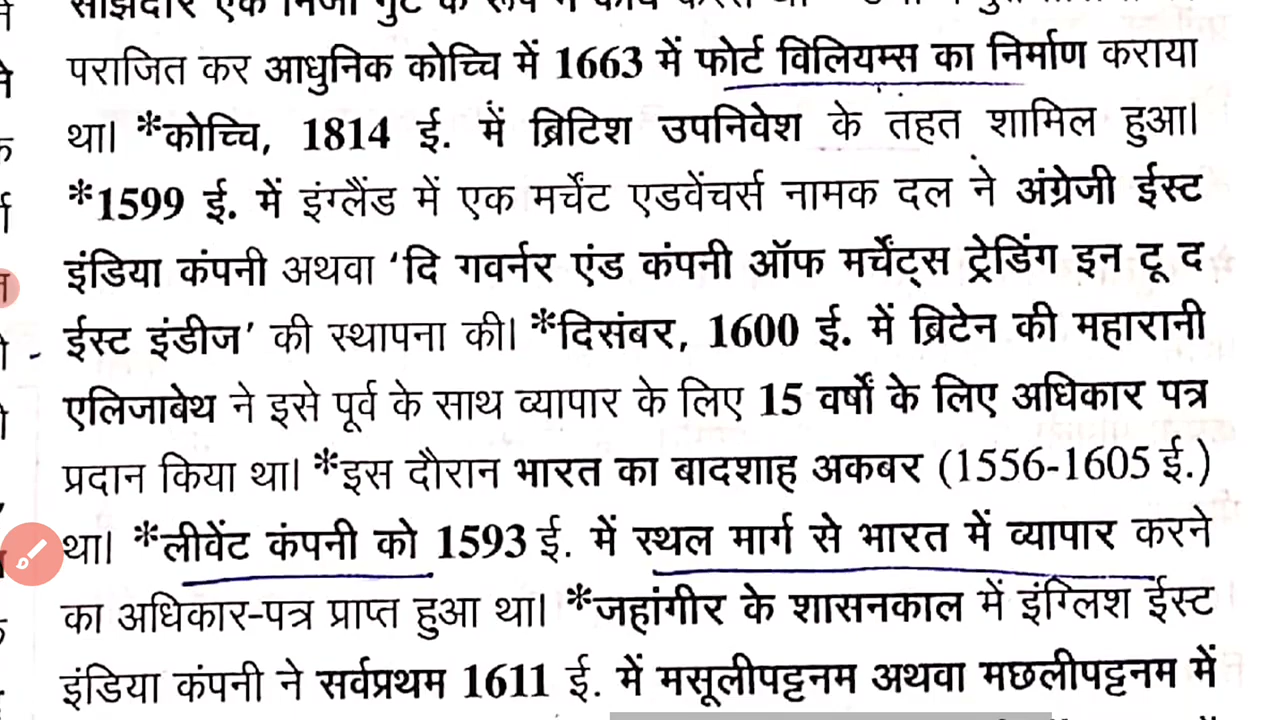 साझेदार एक निजी गुट के रूप में कार्य करते थे
पराजित कर आधुनिक कोच्चि में 1663 में फोर्ट विलियम्स का निर्माण कराया
था। *कोच्चि, 1814 ई. में ब्रिटिश उपनिवेश के तहत शामिल हुआ।
*1599 ई. में इंग्लैंड में एक मर्चेंट एडवेंचर्स नामक दल ने अंग्रेजी ईस्ट
इंडिया कंपनी अथवा ‘दि गवर्नर एंड कंपनी ऑफ मर्चेंट्स ट्रेडिंग इन टू द
ईस्ट इंडीज’ की स्थापना की। *दिसंबर, 1600 ई. में ब्रिटेन की महारानी
एलिजाबेथ ने इसे पूर्व के साथ व्यापार के लिए 15 वर्षों के लिए अधिकार पत्र
प्रदान किया था। *इस दौरान भारत का बादशाह अकबर (1556-1605 ई.)
था। *लीवेंट कंपनी को 1593 ई. में स्थल मार्ग से भारत में व्यापार करने
का अधिकार-पत्र प्राप्त हुआ था। *जहांगीर के शासनकाल में इंग्लिश ईस्ट
इंडिया कंपनी ने सर्वप्रथम 1611 ई. में मसूलीपट्टनम अथवा मछलीपट्टनम में